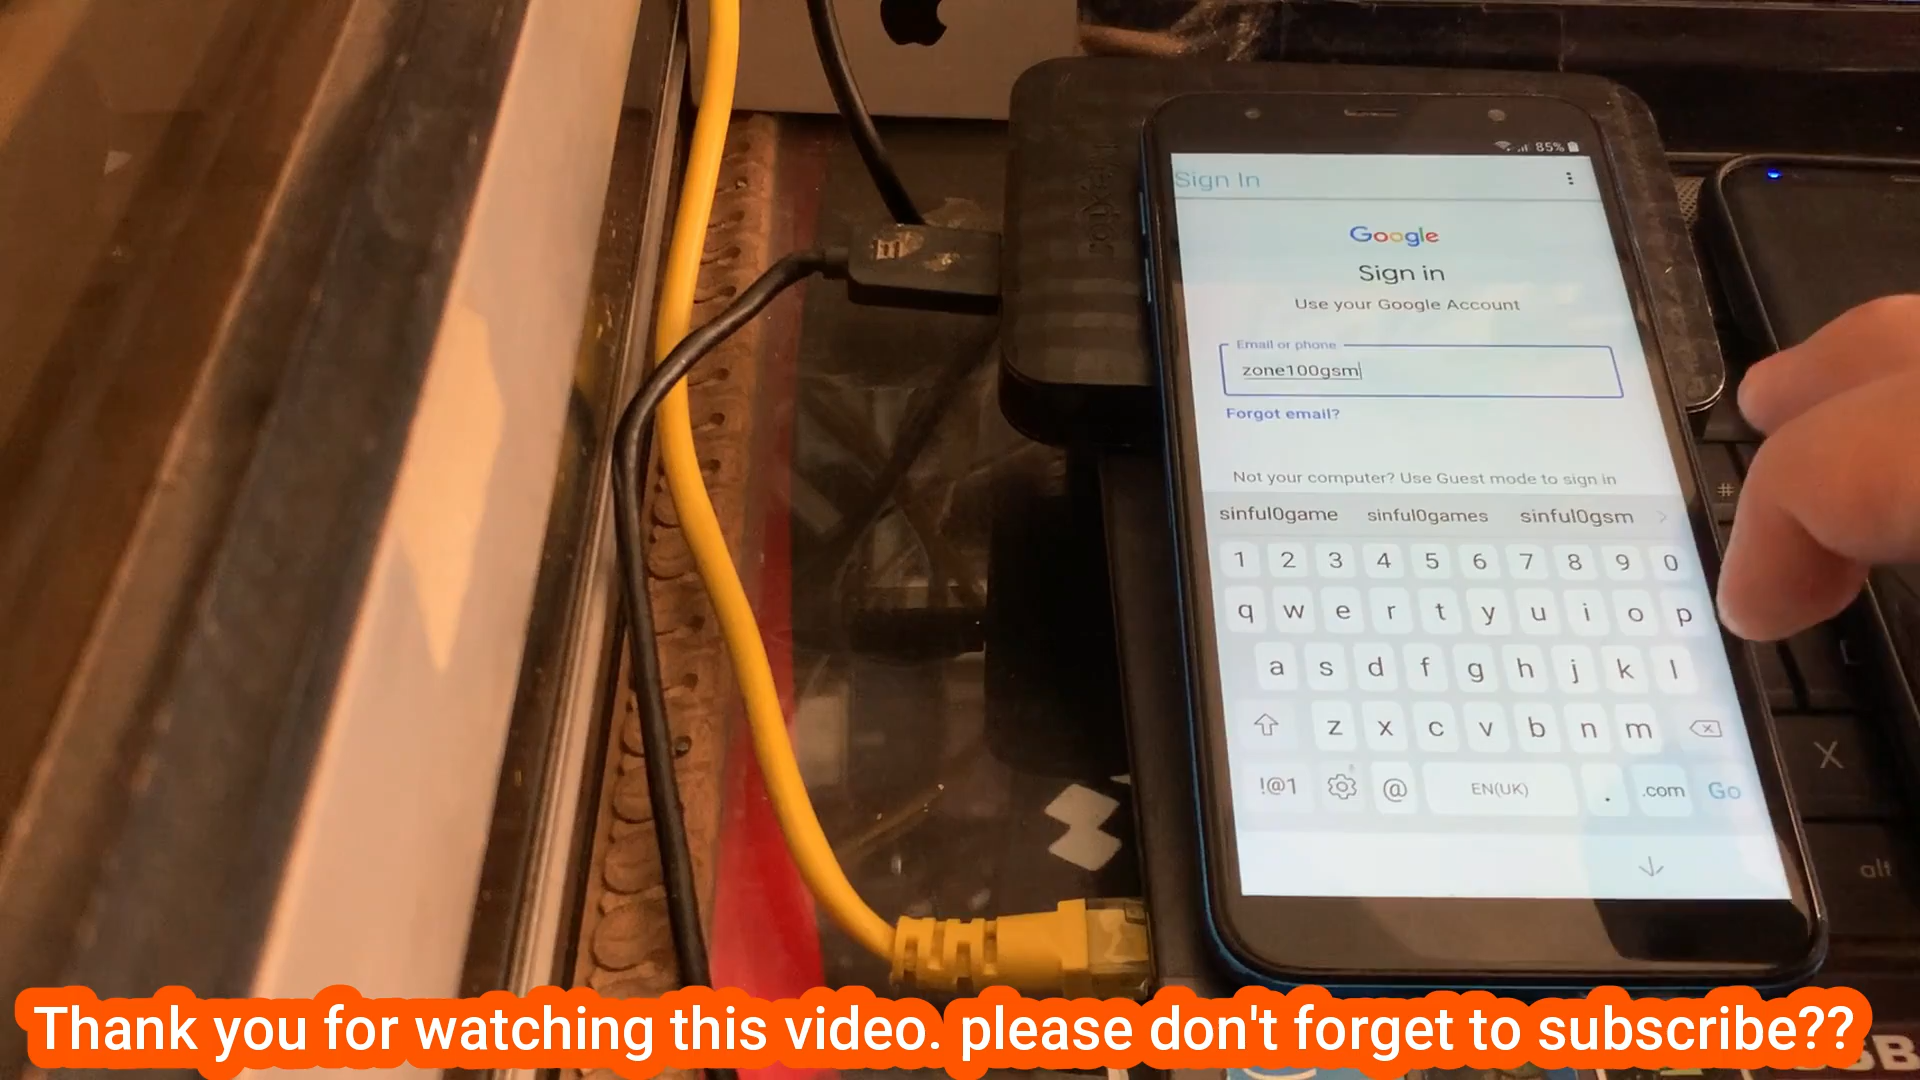 85%
Sign In
Google
Sign in
Use your Google Account
Email or phone
zone100gsm
Forgot email?
Not your computer? Use Guest mode to sign in
sinful0game sinful0games sinful0gsm
1 2 3 4 5 6 7 8 9 0
q w e r t y u i o p
a s d f g h j k l
z x c v b n m
!@1 @ EN(UK) . .com Go
#
X
alt
Thank you for watching this video. please don't forget to subscribe??